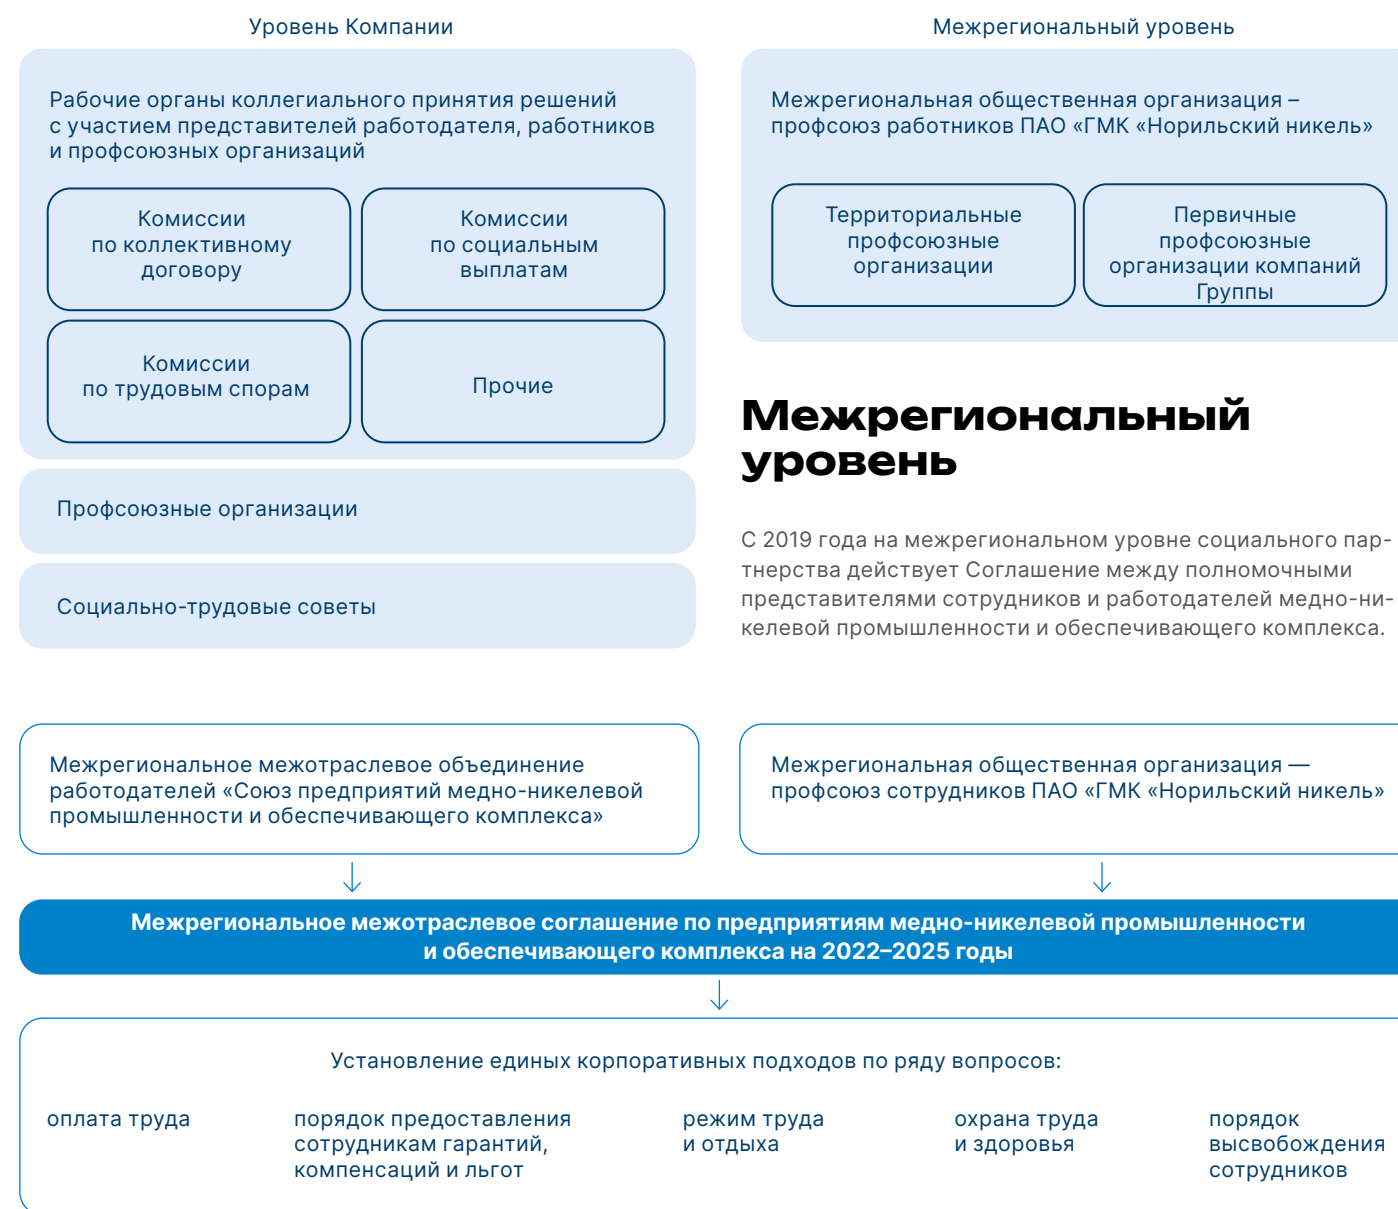 Уровень Компании
Рабочие органы коллегиального принятия решений
с участием представителей работодателя, работников
и профсоюзных организаций
Комиссии
по коллективному
договору
Комиссии
по социальным
выплатам
Комиссии
по трудовым спорам
Прочие
Профсоюзные организации
Социально-трудовые советы
Межрегиональный уровень
Межрегиональная общественная организация –
профсоюз работников ПАО «ГМК «Норильский никель»
Территориальные
профсоюзные
организации
Первичные
профсоюзные
организации компаний
Группы
Межрегиональный
уровень
С 2019 года на межрегиональном уровне социального пар-
тнерства действует Соглашение между полномочными
представителями сотрудников и работодателей медно-ни-
келевой промышленности и обеспечивающего комплекса.
Межрегиональное межотраслевое объединение
работодателей «Союз предприятий медно-никелевой
промышленности и обеспечивающего комплекса»
Межрегиональная общественная организация —
профсоюз сотрудников ПАО «ГМК «Норильский никель»
Межрегиональное межотраслевое соглашение по предприятиям медно-никелевой промышленности
и обеспечивающего комплекса на 2022–2025 годы
Установление единых корпоративных подходов по ряду вопросов:
оплата труда
порядок предоставления
сотрудникам гарантий,
компенсаций и льгот
режим труда
и отдыха
охрана труда
и здоровья
порядок
высвобождения
сотрудников